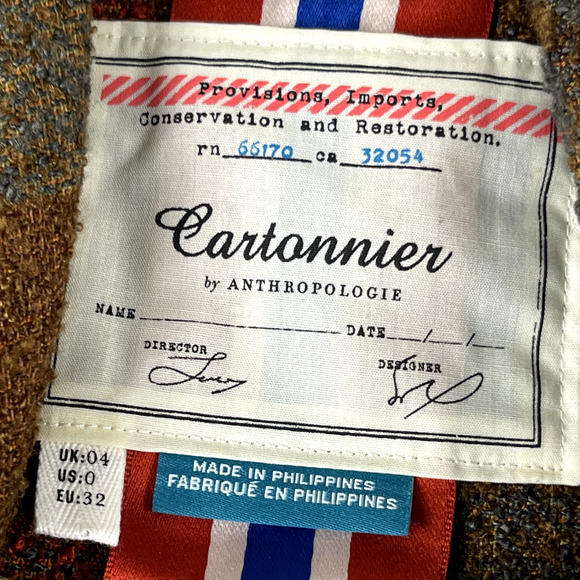 Provisions, Imports,
Conservation and Restoration.
rn 66170 ca 32054
Cartonnier
by ANTHROPOLOGIE
NAME DATE / /
DIRECTOR DESIGNER
UK:04
US:0
EU:32
MADE IN PHILIPPINES
FABRIQUÉ EN PHILIPPINES